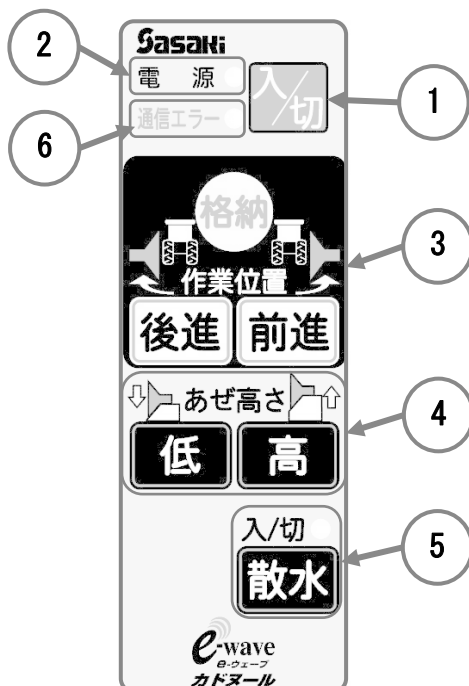 Sasaki
2
電 源
入/切
1
6
通信エラー
格納
3
作業位置
後進 前進
あぜ高さ
4
低 高
入/切
5
散水
e-wave
e-ウェーブ
カドヌール